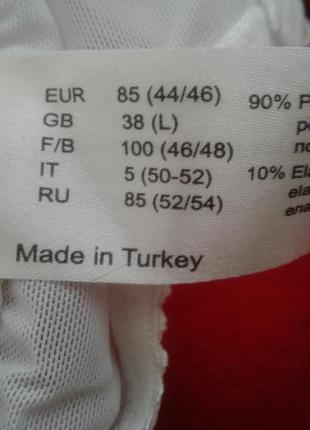 EUR 85 (44/46) 90%
GB 38 (L)
F/B 100 (46/48)
IT 5 (50-52) 10%
RU 85 (52/54)
Made in Turkey